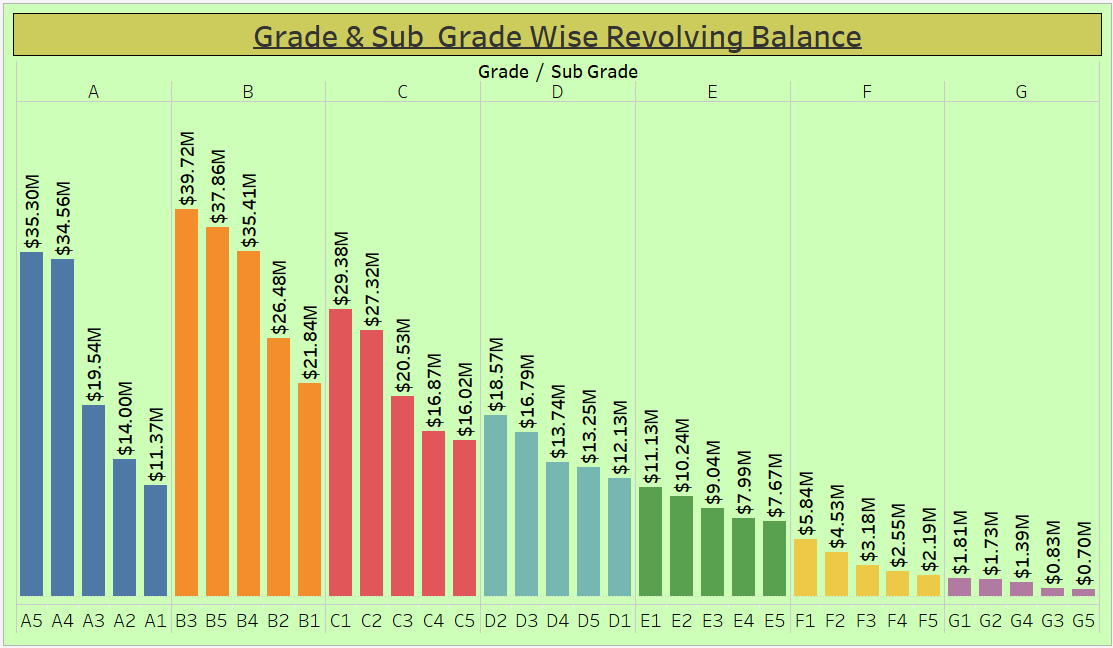 Grade & Sub  Grade Wise Revolving Balance
Grade / Sub Grade
A B C D E F G
$35.30M $34.56M $19.54M $14.00M $11.37M $39.72M $37.86M $35.41M $26.48M $21.84M $29.38M $27.32M $20.53M $16.87M $16.02M $18.57M $16.79M $13.74M $13.25M $12.13M $11.13M $10.24M $9.04M $7.99M $7.67M $5.84M $4.53M $3.18M $2.55M $2.19M $1.81M $1.73M $1.39M $0.83M $0.70M
A5 A4 A3 A2 A1 B3 B5 B4 B2 B1 C1 C2 C3 C4 C5 D2 D3 D4 D5 D1 E1 E2 E3 E4 E5 F1 F2 F3 F4 F5 G1 G2 G4 G3 G5